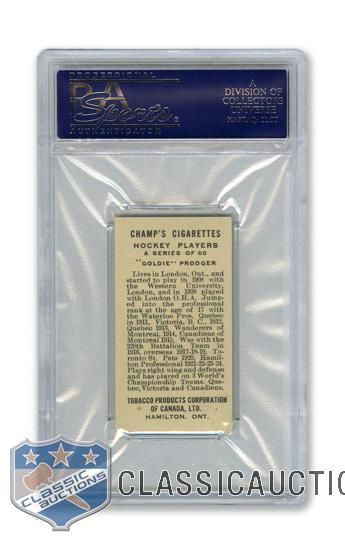 PROFESSIONAL
PSA
Sports
AUTHENTICATOR
A
DIVISION OF
COLLECTORS
UNIVERSE
NASDAQ: CLCT
CHAMP'S CIGARETTES
HOCKEY PLAYERS
A SERIES OF 60
"GOLDIE" PRODGER
Lives in London, Ont., and
started to play in 1908 with
the Western University,
London, and in 1909 played
with London O.H.A. Jump-
ed into the professional
rank at the age of 17 with
the Waterloo Pros. Quebec
in 1911, Victoria, B. C., 1912,
Quebec 1913, Wanderers of
Montreal 1914, Canadiens of
Montreal 1915. Was with the
228th Battalion Team in
1916, overseas 1917-18-19, To-
ronto St. Pats 1920, Hamil-
ton Professional 1921-22-23-24.
Plays right wing and defense
and has played on 3 World's
Championship Teams. Que-
bec, Victoria and Canadiens.
TOBACCO PRODUCTS CORPORATION
OF CANADA, LTD.
HAMILTON, ONT.
CLASSIC
AUCTIONS
CLASSICAUCTIO